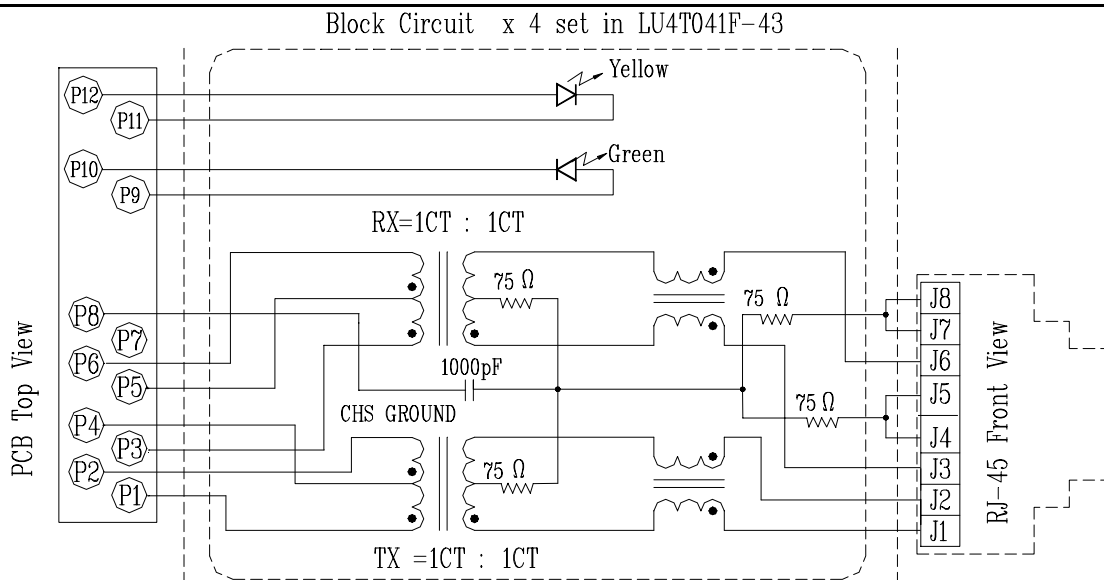 Block Circuit x 4 set in LU4T041F-43
PCB Top View
P12
P11
P10
P9
P8
P7
P6
P5
P4
P3
P2
P1
Yellow
Green
RX=1CT : 1CT
75 Ω
75 Ω
1000pF
CHS GROUND
75 Ω
75 Ω
TX =1CT : 1CT
J8
J7
J6
J5
J4
J3
J2
J1
RJ-45 Front View